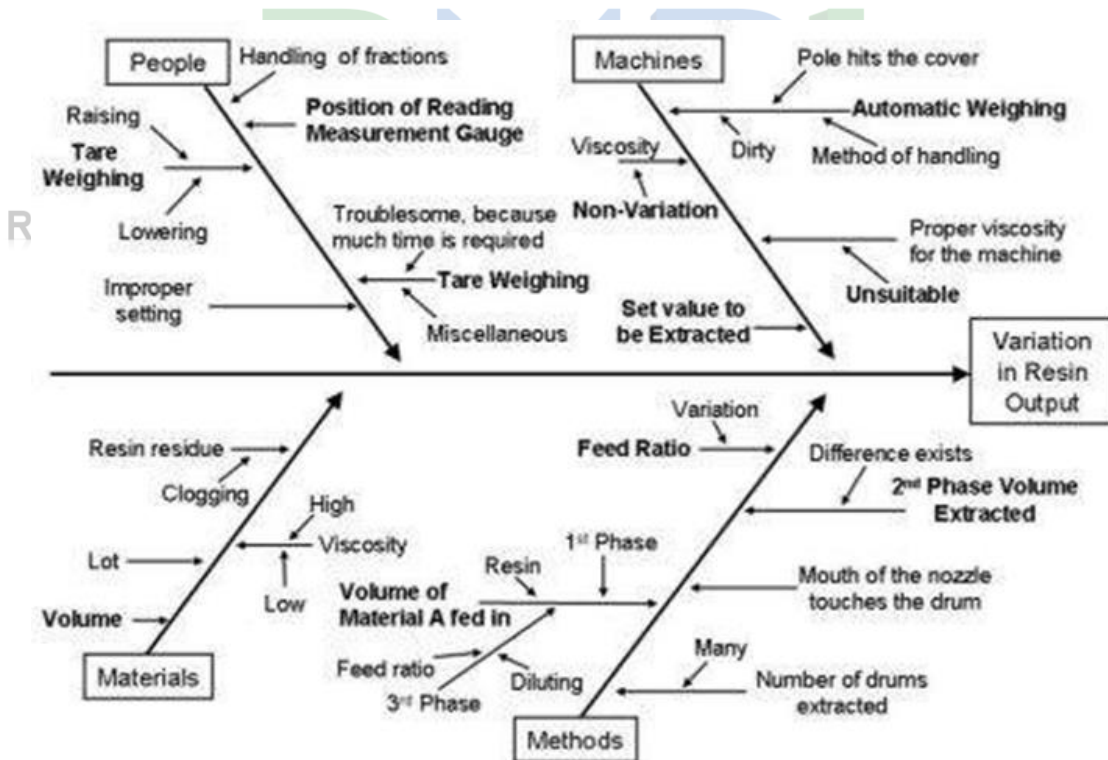 People
Handling of fractions
Position of Reading
Measurement Gauge
Raising
Tare
Weighing
Lowering
Troublesome, because
much time is required
Tare Weighing
Miscellaneous
Improper
setting
Machines
Pole hits the cover
Automatic Weighing
Dirty
Method of handling
Viscosity
Non-Variation
Proper viscosity
for the machine
Unsuitable
Set value to
be Extracted
Variation
in Resin
Output
Resin residue
Clogging
High
Viscosity
Low
Lot
Volume
Materials
Variation
Feed Ratio
Difference exists
2nd Phase Volume
Extracted
1st Phase
Resin
Volume of
Material A fed in
Feed ratio
3rd Phase
Diluting
Mouth of the nozzle
touches the drum
Many
Number of drums
extracted
Methods
R